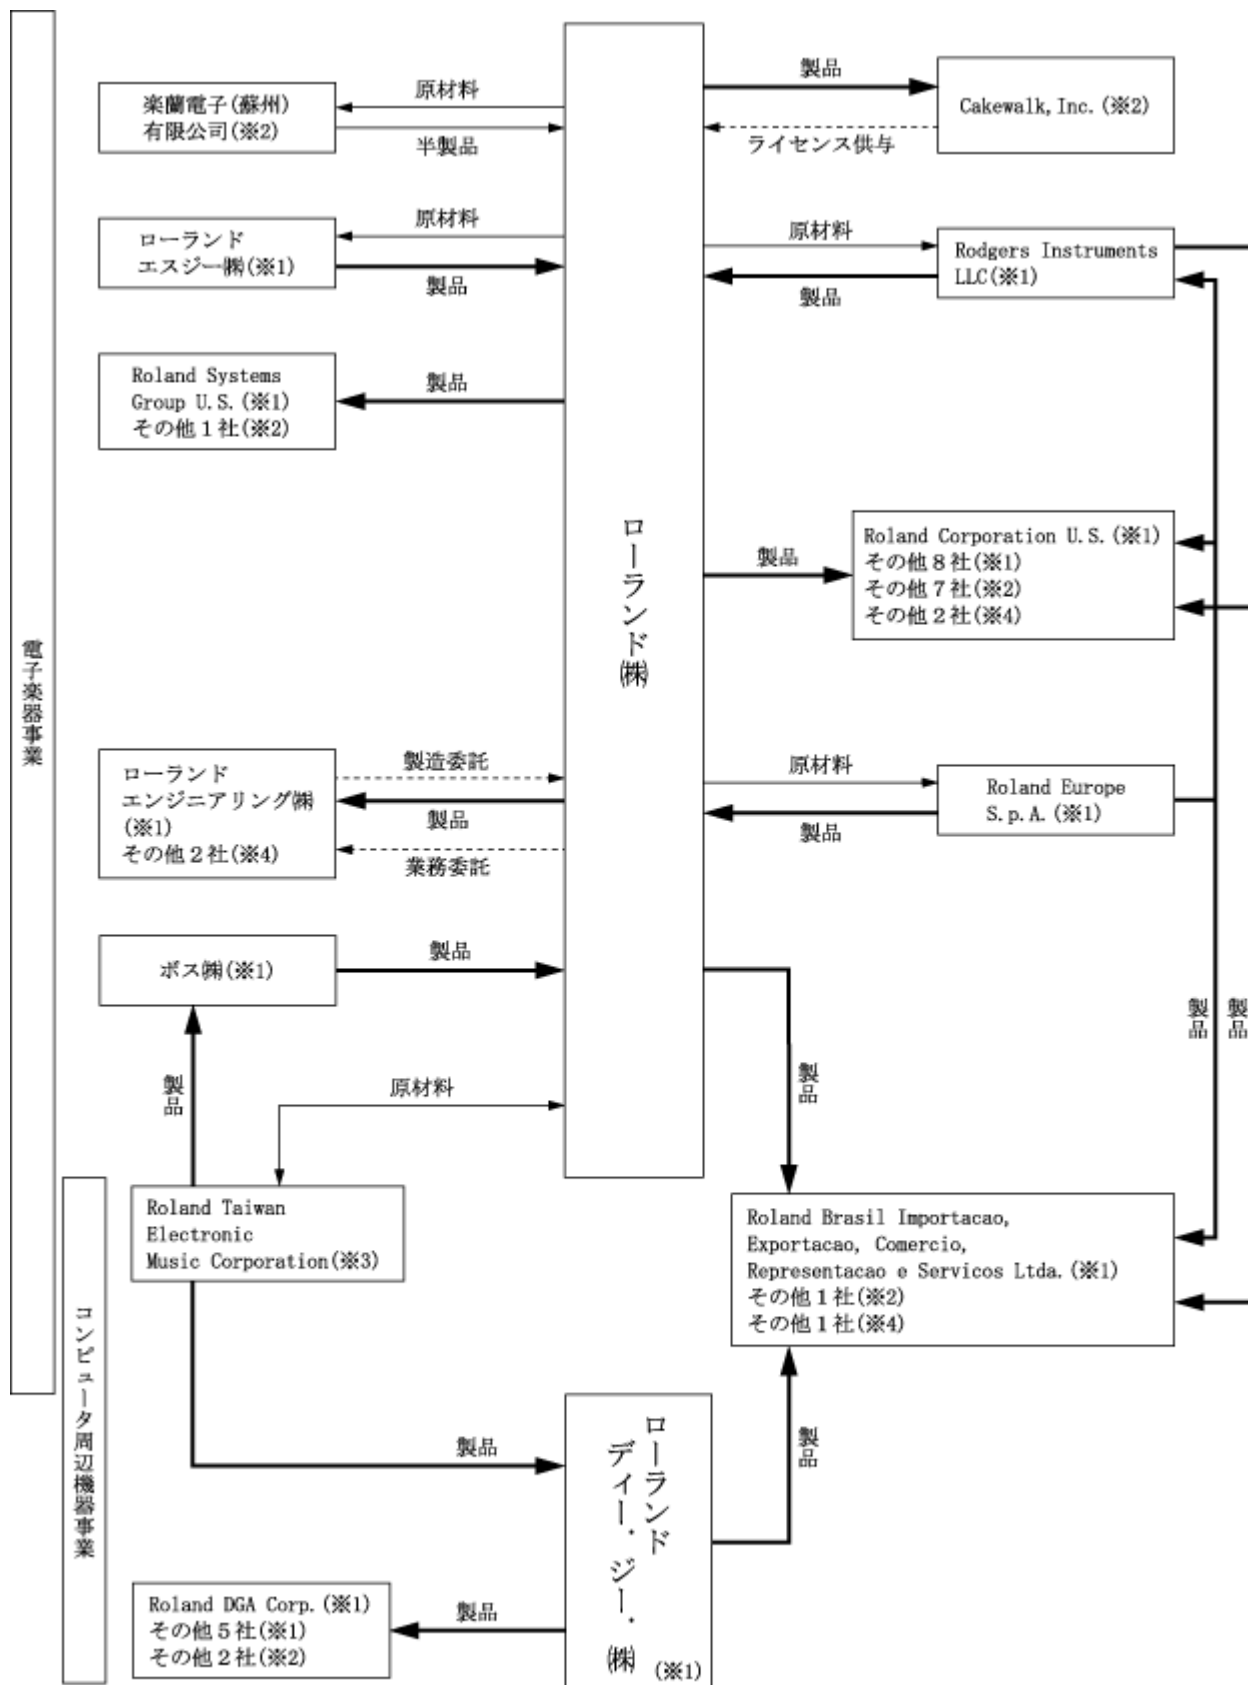 電子楽器事業
コンピュータ周辺機器事業
ローランド㈱
楽蘭電子(蘇州)
有限公司(※2)
原材料
半製品
製品
Cakewalk, Inc. (※2)
ライセンス供与
ローランド
エスジー㈱(※1)
原材料
製品
原材料
Rodgers Instruments
LLC(※1)
製品
Roland Systems
Group U.S. (※1)
その他１社(※2)
製品
製品
Roland Corporation U.S. (※1)
その他８社(※1)
その他７社(※2)
その他２社(※4)
ローランド
エンジニアリング㈱
(※1)
その他２社(※4)
製造委託
製品
業務委託
原材料
Roland Europe
S.p.A. (※1)
製品
ボス㈱(※1)
製品
製品
製品
製品
原材料
製品
Roland Taiwan
Electronic
Music Corporation(※3)
製品
Roland Brasil Importacao,
Exportacao, Comercio,
Representacao e Servicos Ltda. (※1)
その他１社(※2)
その他１社(※4)
製品
製品
ローランド
ディー.ジー.㈱
(※1)
Roland DGA Corp. (※1)
その他５社(※1)
その他２社(※2)
製品